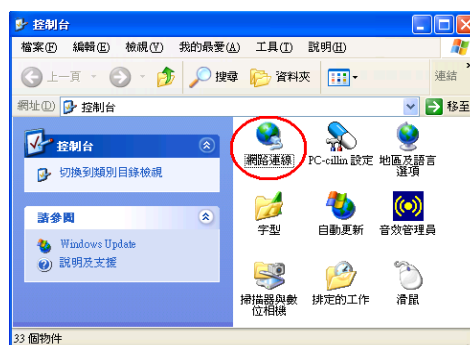 控制台
檔案(F) 編輯(E) 檢視(V) 我的最愛(A) 工具(T) 說明(H)
上一頁 搜尋 資料夾 連結
網址(D) 控制台 移至
控制台
切換到類別目錄檢視
請參閱
Windows Update
說明及支援
網路連線 PC-cillin 設定 地區及語言
選項
字型 自動更新 音效管理員
掃描器與數 排定的工作 滑鼠
位相機
33 個物件